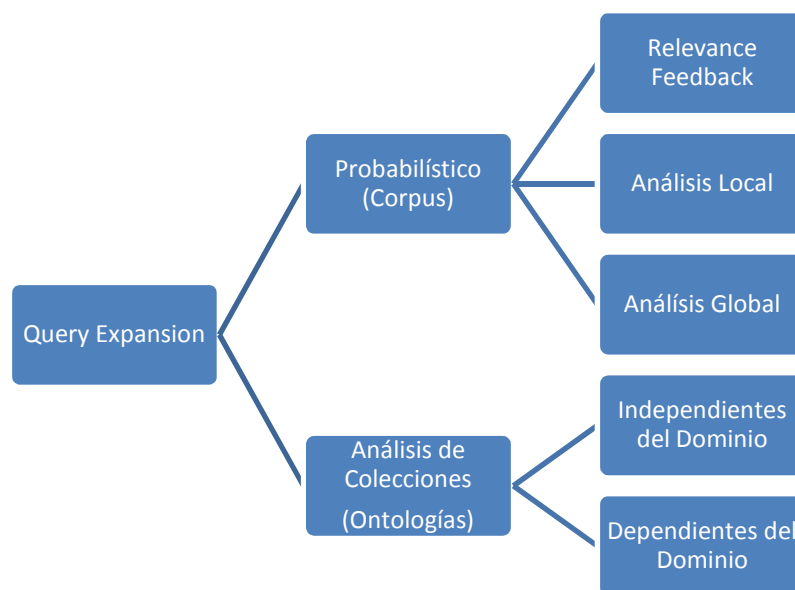 Relevance
Feedback
Probabilístico
(Corpus)
Análisis Local
Análísis Global
Query Expansion
Independientes
del Dominio
Análisis de
Colecciones
(Ontologías)
Dependientes del
Dominio